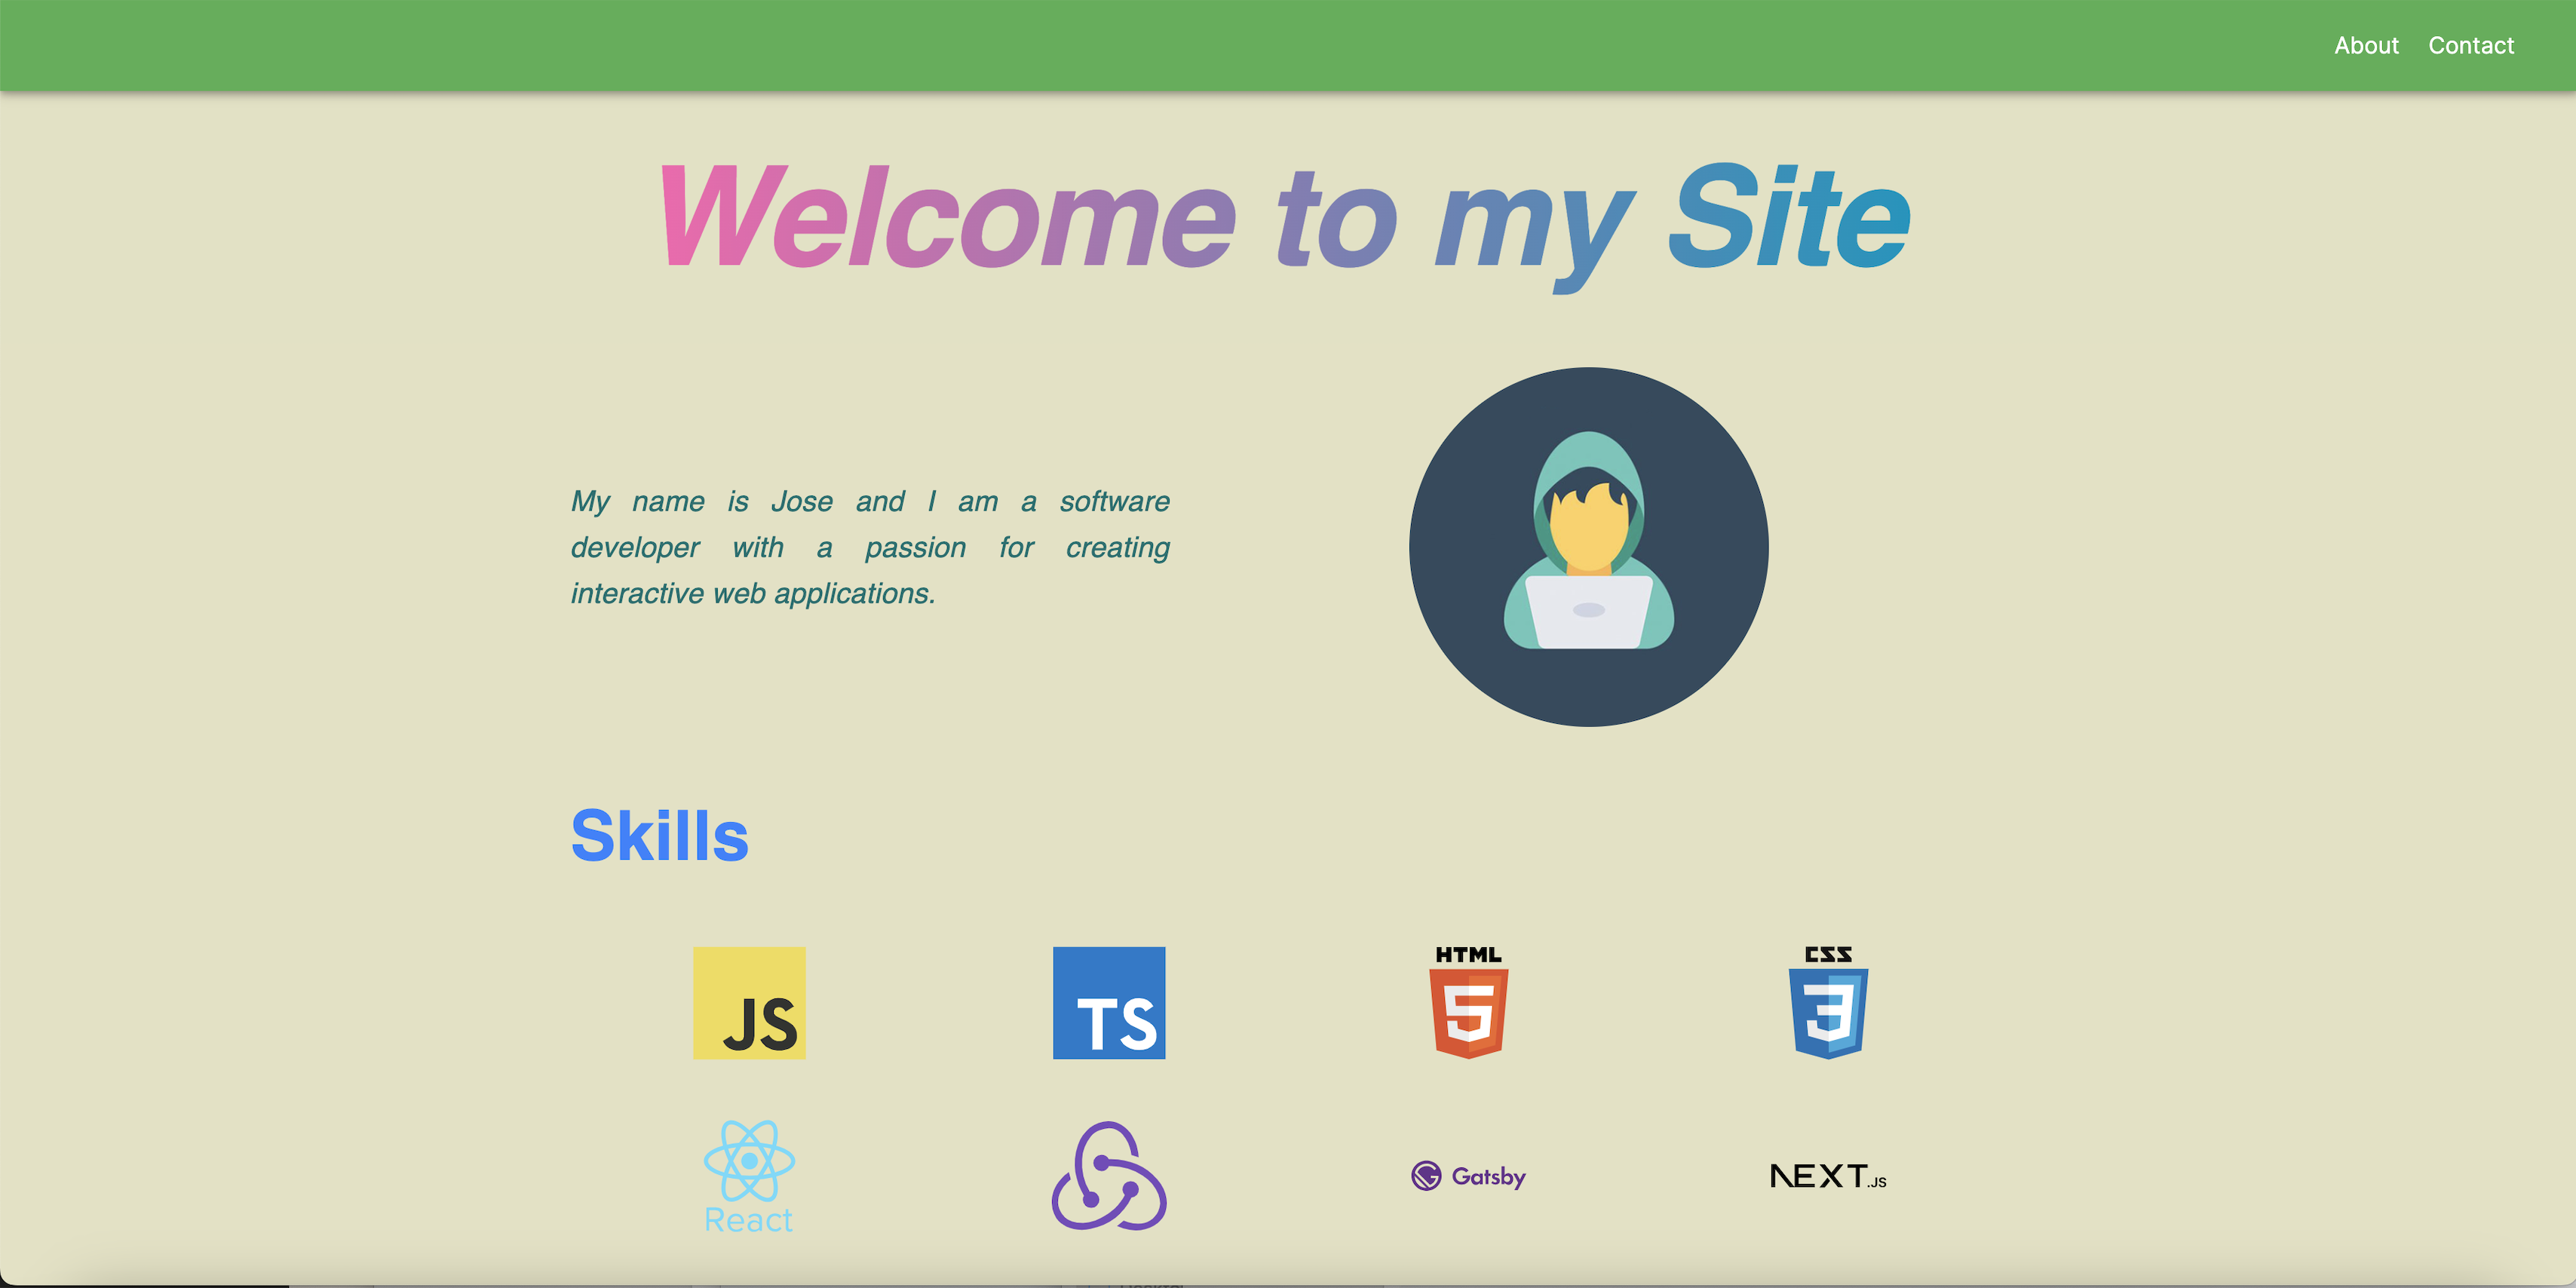 About Contact
Welcome to my Site
My name is Jose and I am a software
developer with a passion for creating
interactive web applications.
Skills
JS TS HTML 5 CSS 3
React Gatsby NEXT.JS